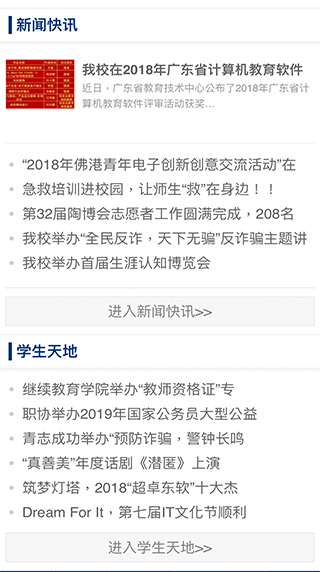 新闻快讯
我校在2018年广东省计算机教育软件
近日，广东省教育技术中心公布了2018年广东省计
算机教育软件评审活动获奖...
“2018年佛港青年电子创新创意交流活动”在
急救培训进校园，让师生“救”在身边！！
第32届陶博会志愿者工作圆满完成，208名
我校举办“全民反诈，天下无骗”反诈骗主题讲
我校举办首届生涯认知博览会
进入新闻快讯>>
学生天地
继续教育学院举办“教师资格证”专
职协举办2019年国家公务员大型公益
青志成功举办“预防诈骗，警钟长鸣
“真善美”年度话剧《潜匿》上演
筑梦灯塔，2018“超卓东软”十大杰
Dream For It，第七届IT文化节顺利
进入学生天地>>